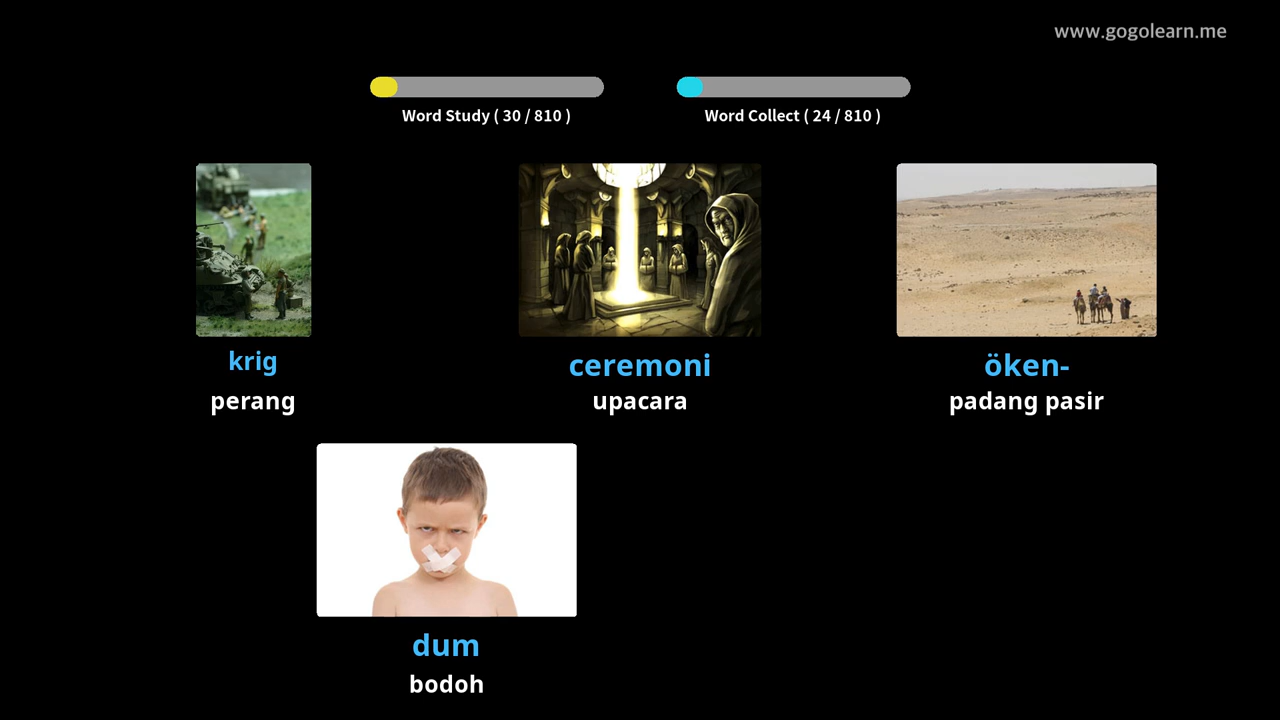 www.gogolearn.me
Word Study ( 30 / 810 )
Word Collect ( 24 / 810 )
krig
perang
ceremoni
upacara
öken-
padang pasir
dum
bodoh